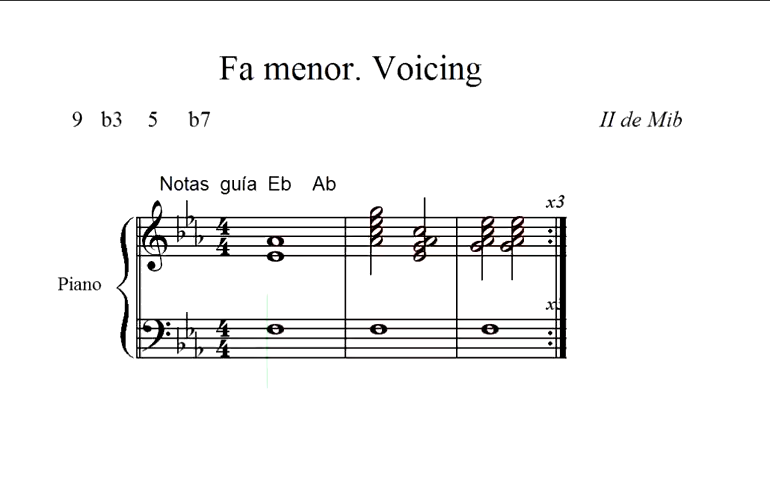 Fa menor. Voicing
9 b3 5 b7 II de Mib
Notas guía Eb Ab
x3
Piano